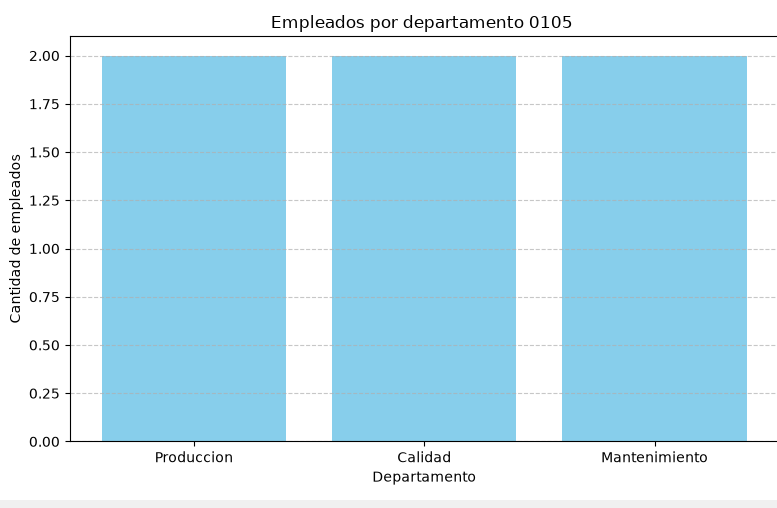 Empleados por departamento 0105
2.00
1.75
1.50
1.25
1.00
0.75
0.50
0.25
0.00
Cantidad de empleados
Produccion Calidad Mantenimiento
Departamento